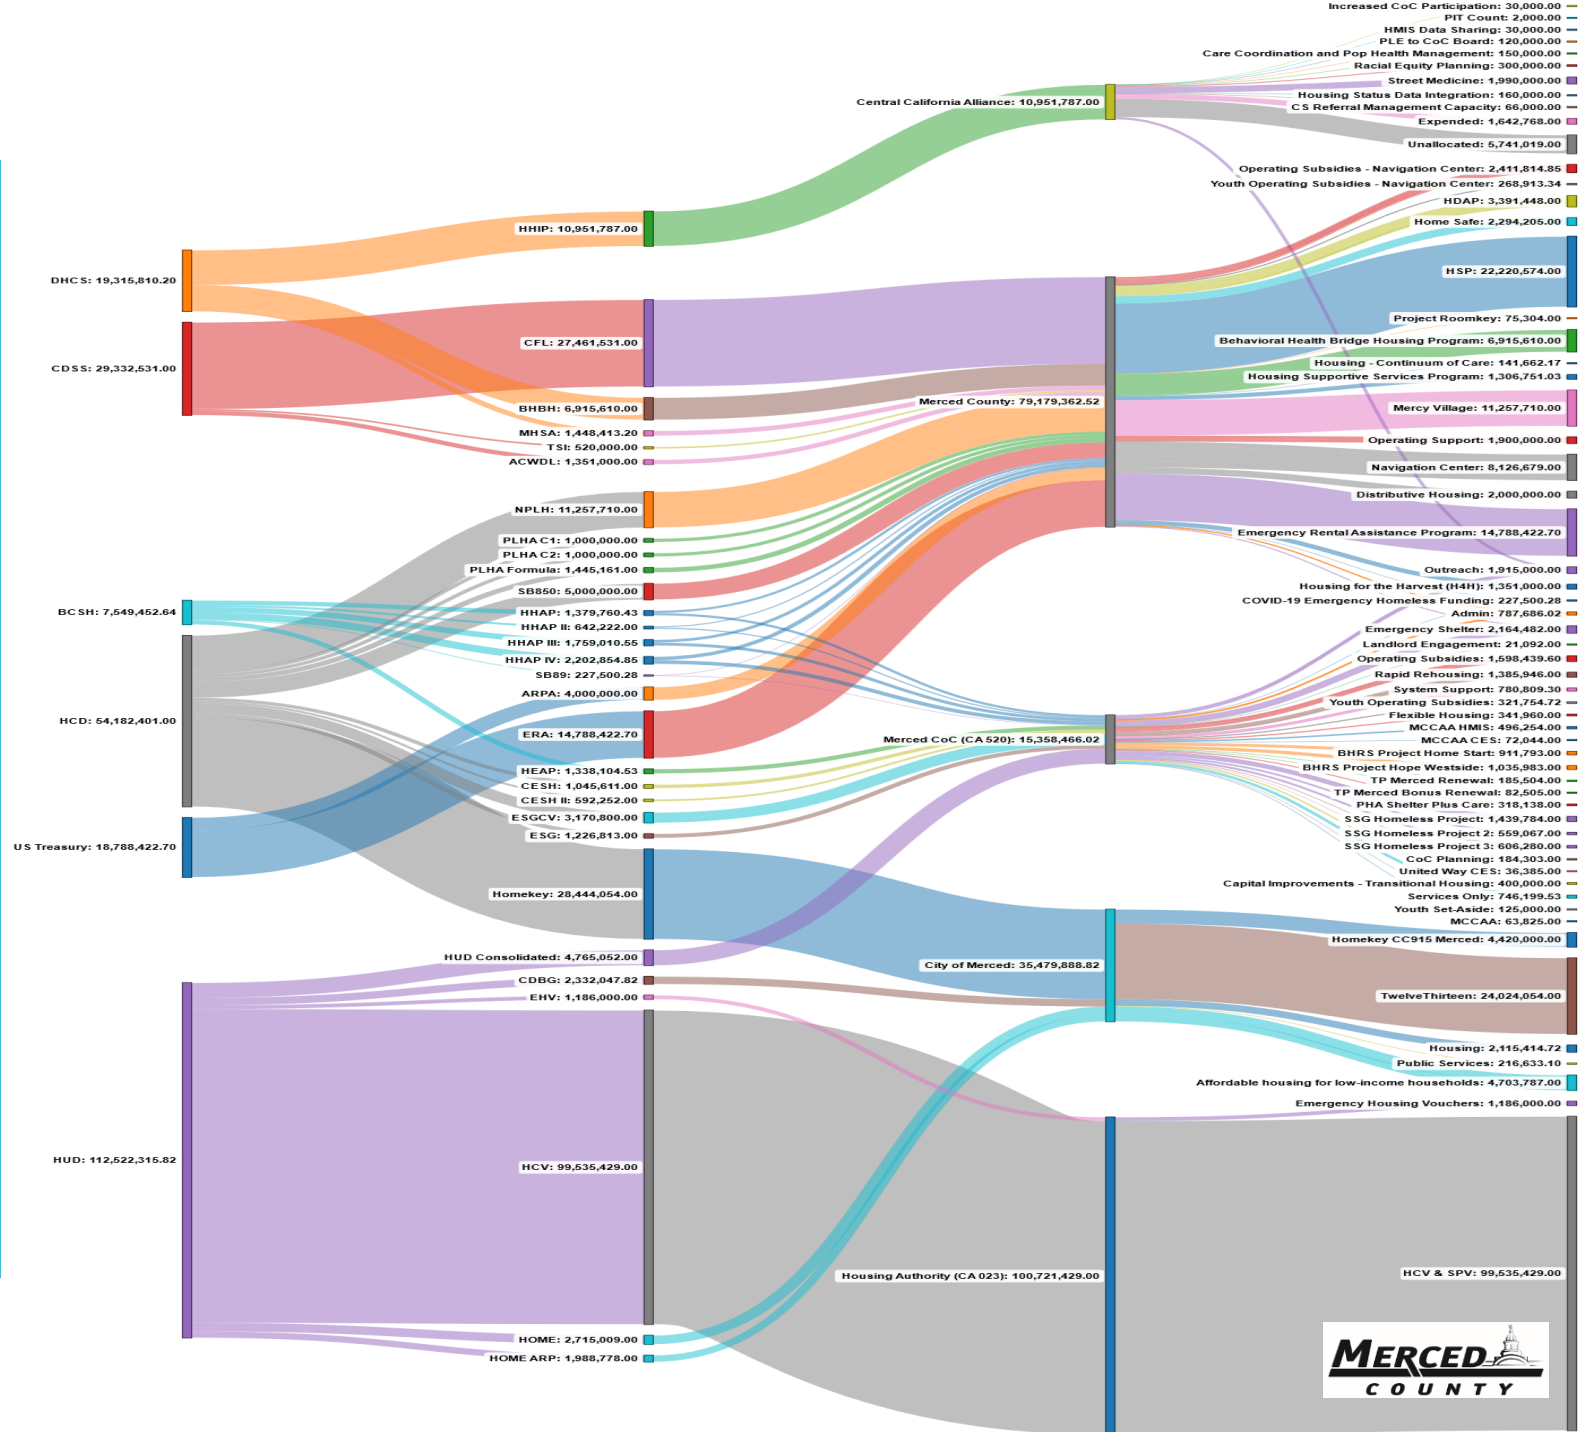 DHCS: 19,315,810.20
CDSS: 29,332,531.00
BCSH: 7,549,452.64
HCD: 54,182,401.00
US Treasury: 18,788,422.70
HUD: 112,522,315.82
HHIP: 10,951,787.00
CFL: 27,461,531.00
BHBH: 6,915,610.00
MHSA: 1,448,413.20
TSI: 520,000.00
ACWDL: 1,351,000.00
NPLH: 11,257,710.00
PLHA C1: 1,000,000.00
PLHA C2: 1,000,000.00
PLHA Formula: 1,445,161.00
SB850: 5,000,000.00
HHAP: 1,379,760.43
HHAP II: 642,222.00
HHAP III: 1,759,010.55
HHAP IV: 2,202,854.85
SB89: 227,500.28
ARPA: 4,000,000.00
ERA: 14,788,422.70
HEAP: 1,338,104.53
CESH: 1,045,611.00
CESH II: 592,252.00
ESGCV: 3,170,800.00
ESG: 1,226,813.00
Homekey: 28,444,054.00
HUD Consolidated: 4,765,052.00
CDBG: 2,332,047.82
EHV: 1,186,000.00
HCV: 99,535,429.00
HOME: 2,715,009.00
HOME ARP: 1,988,778.00
Central California Alliance: 10,951,787.00
Merced County: 79,179,362.52
Merced CoC (CA 520): 15,358,466.02
City of Merced: 35,479,888.82
Housing Authority (CA 023): 100,721,429.00
Increased CoC Participation: 30,000.00
PIT Count: 2,000.00
HMIS Data Sharing: 30,000.00
PLE to CoC Board: 120,000.00
Care Coordination and Pop Health Management: 150,000.00
Racial Equity Planning: 300,000.00
Street Medicine: 1,990,000.00
Housing Status Data Integration: 160,000.00
CS Referral Management Capacity: 66,000.00
Expended: 1,642,768.00
Unallocated: 5,741,019.00
Operating Subsidies - Navigation Center: 2,411,814.85
Youth Operating Subsidies - Navigation Center: 268,913.34
HDAP: 3,391,448.00
Home Safe: 2,294,205.00
HSP: 22,220,574.00
Project Roomkey: 75,304.00
Behavioral Health Bridge Housing Program: 6,915,610.00
Housing - Continuum of Care: 141,662.17
Housing Supportive Services Program: 1,306,751.03
Mercy Village: 11,257,710.00
Operating Support: 1,900,000.00
Navigation Center: 8,126,679.00
Distributive Housing: 2,000,000.00
Emergency Rental Assistance Program: 14,788,422.70
Outreach: 1,915,000.00
Housing for the Harvest (H4H): 1,351,000.00
COVID-19 Emergency Homeless Funding: 227,500.28
Admin: 787,686.02
Emergency Shelter: 2,164,482.00
Landlord Engagement: 21,092.00
Operating Subsidies: 1,598,439.60
Rapid Rehousing: 1,385,946.00
System Support: 780,809.30
Youth Operating Subsidies: 321,754.72
Flexible Housing: 341,960.00
MCCAA HMIS: 496,254.00
MCCAA CES: 72,044.00
BHRS Project Home Start: 911,793.00
BHRS Project Hope Westside: 1,035,983.00
TP Merced Renewal: 185,504.00
TP Merced Bonus Renewal: 82,505.00
PHA Shelter Plus Care: 318,138.00
SSG Homeless Project: 1,439,784.00
SSG Homeless Project 2: 559,067.00
SSG Homeless Project 3: 606,280.00
CoC Planning: 184,303.00
United Way CES: 36,385.00
Capital Improvements - Transitional Housing: 400,000.00
Services Only: 746,199.53
Youth Set-Aside: 125,000.00
MCCAA: 63,825.00
Homekey CC915 Merced: 4,420,000.00
TwelveThirteen: 24,024,054.00
Housing: 2,115,414.72
Public Services: 216,633.10
Affordable housing for low-income households: 4,703,787.00
Emergency Housing Vouchers: 1,186,000.00
HCV & SPV: 99,535,429.00
MERCED
COUNTY